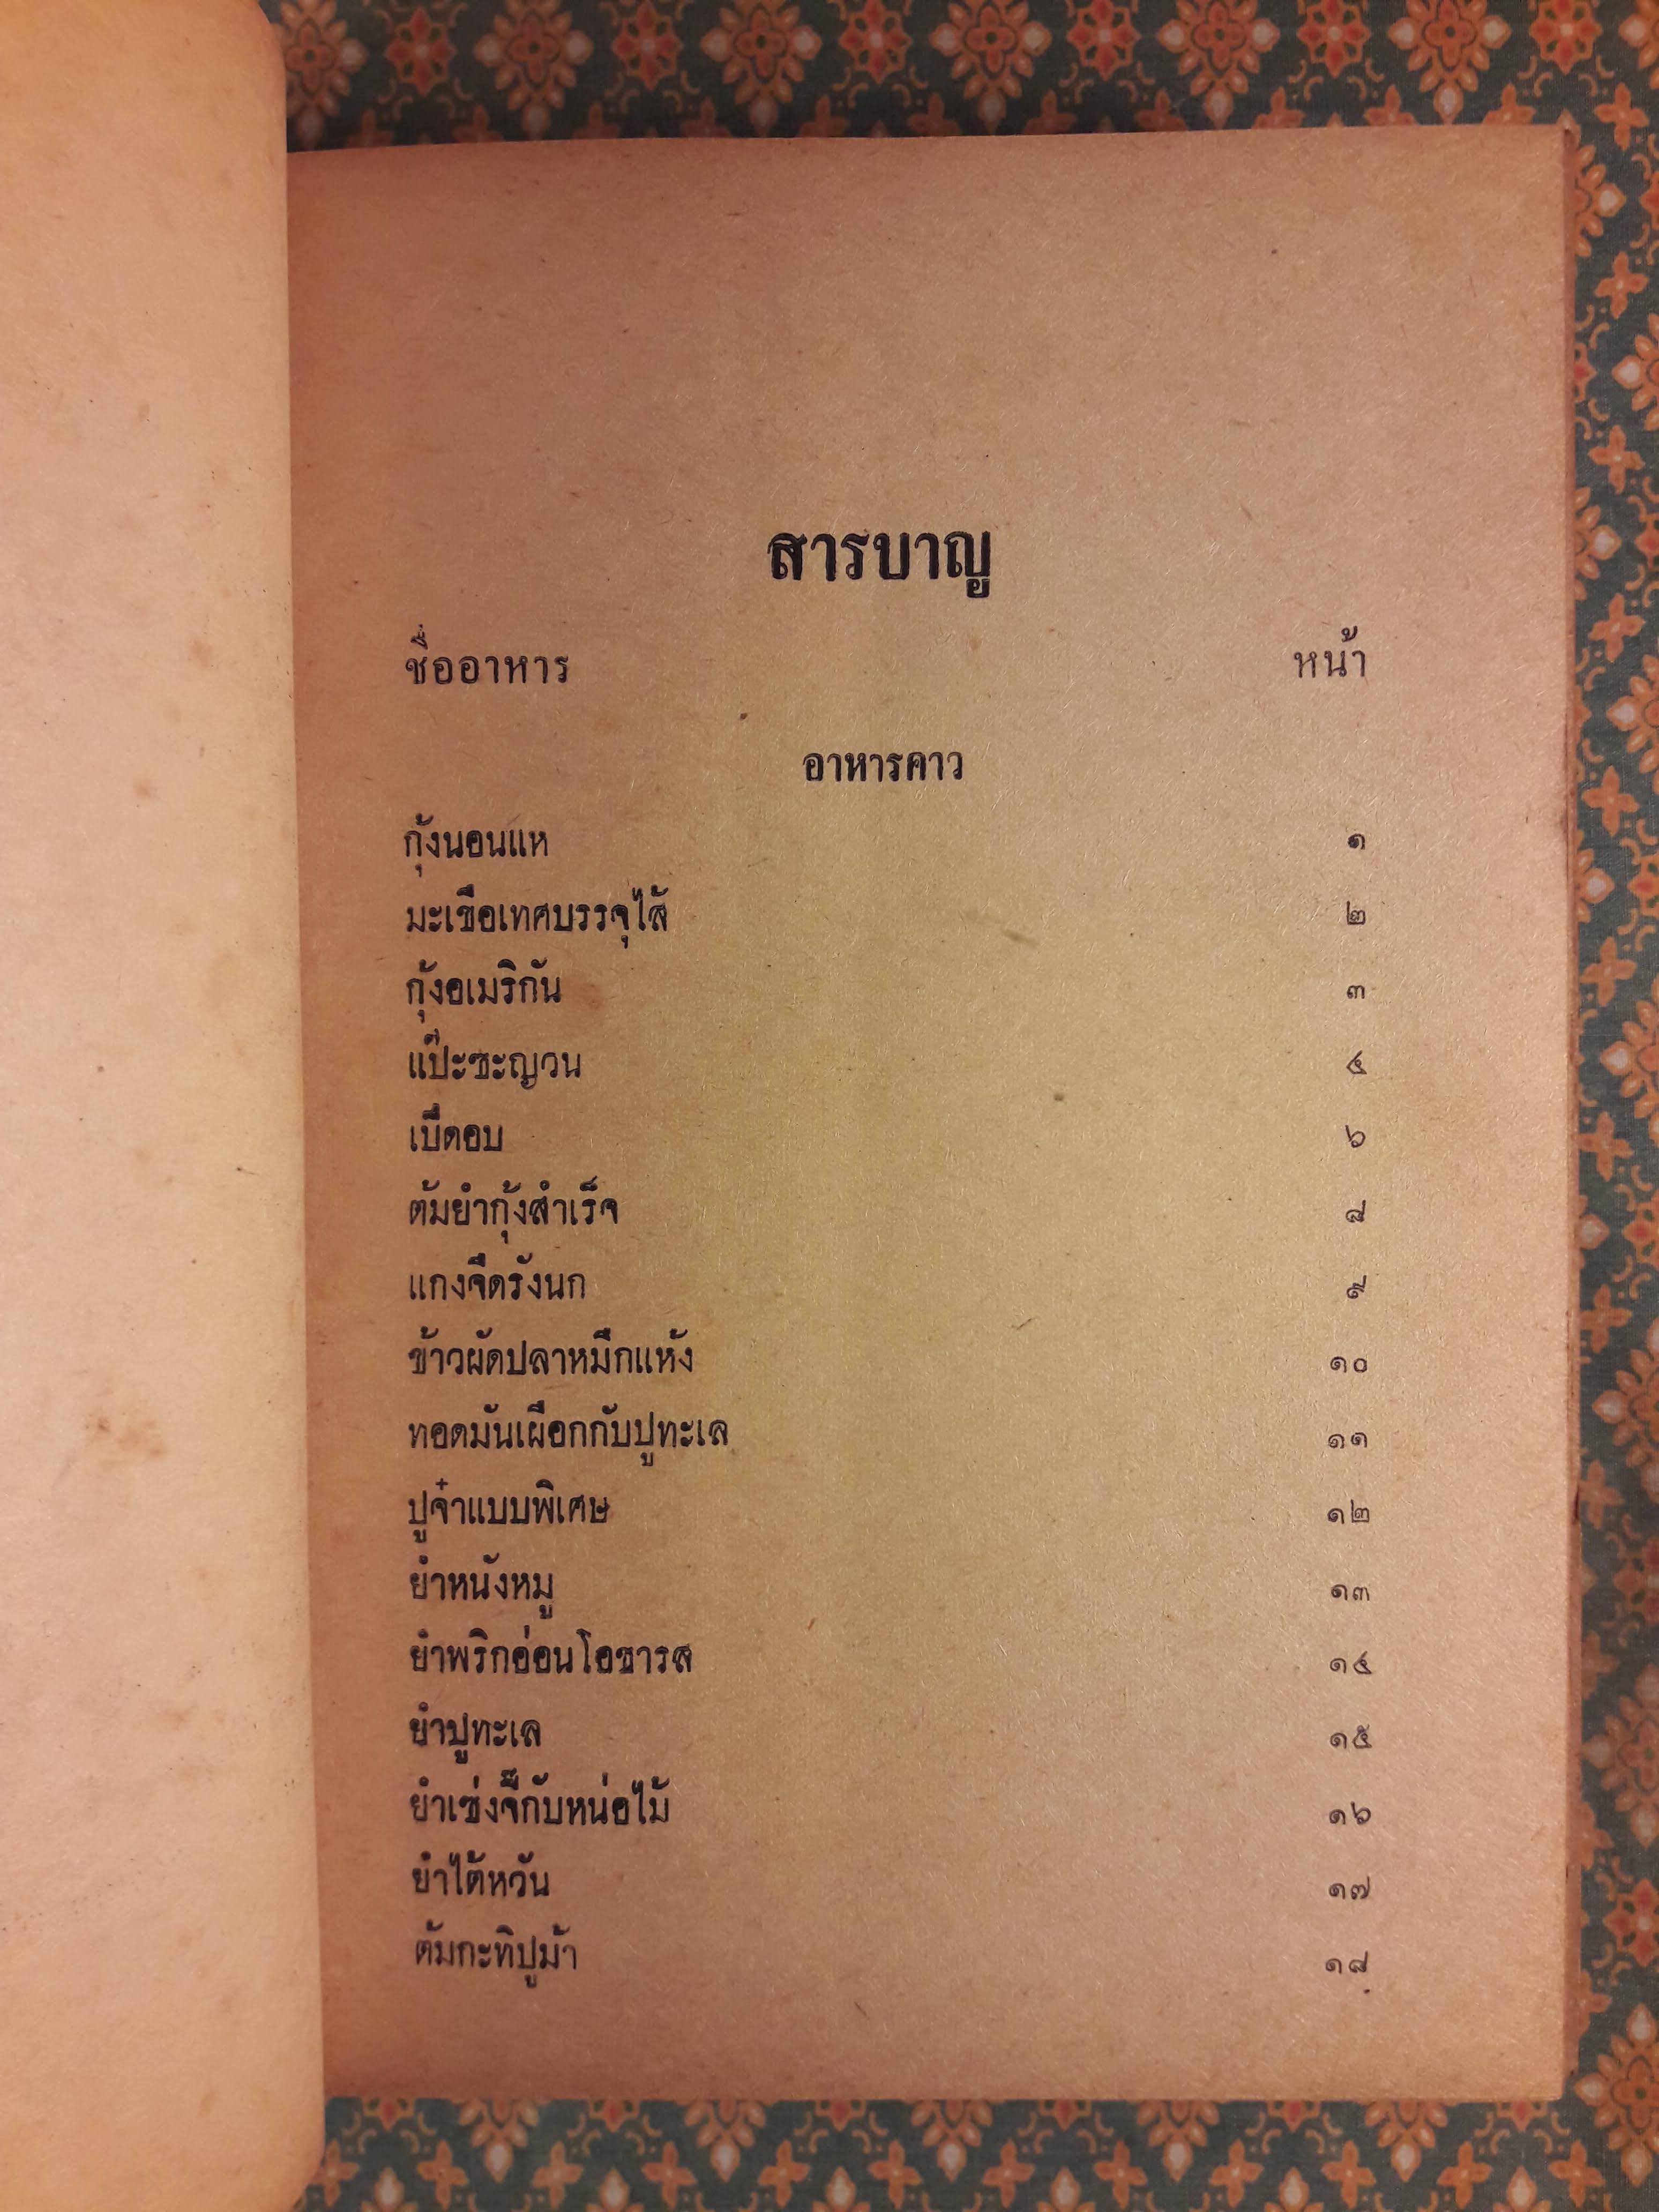 สารบาญ
ชื่ออาหาร หน้า
อาหารคาว
กุ้งนอนแห ๑
มะเขือเทศบรรจุไส้ ๒
กุ้งอเมริกัน ๓
แป๊ะซะญวน ๔
เป็ดอบ ๖
ต้มยำกุ้งสำเร็จ ๘
แกงจืดรังนก ๙
ข้าวผัดปลาหมึกแห้ง ๑๐
ทอดมันเผือกกับปูทะเล ๑๑
ปูจ๋าแบบพิเศษ ๑๒
ยำหนังหมู ๑๓
ยำพริกอ่อนโอชารส ๑๔
ยำปูทะเล ๑๕
ยำเซ่งจี๊กับหน่อไม้ ๑๖
ยำไต้หวัน ๑๗
ต้มกะทิปูม้า ๑๘